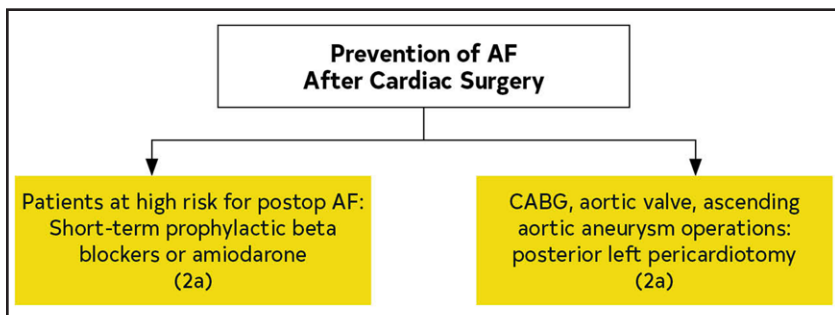 Prevention of AF
After Cardiac Surgery
Patients at high risk for postop AF:
Short-term prophylactic beta
blockers or amiodarone
(2a)
CABG, aortic valve, ascending
aortic aneurysm operations:
posterior left pericardiotomy
(2a)